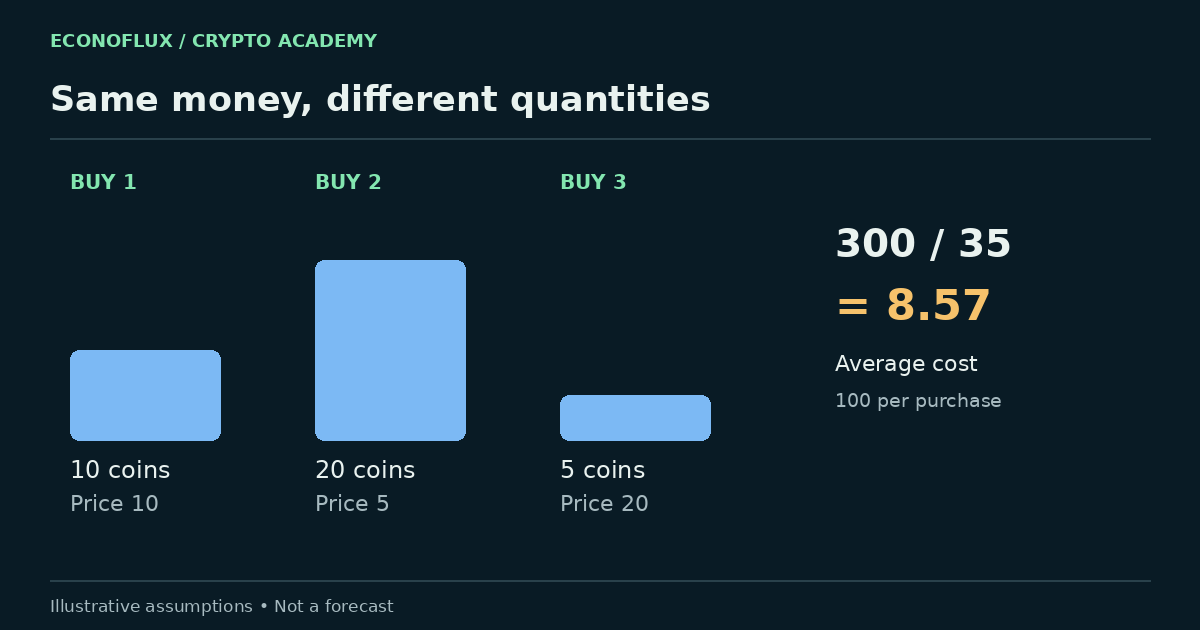 ECONOFLUX / CRYPTO ACADEMY
Same money, different quantities
BUY 1
10 coins
Price 10
BUY 2
20 coins
Price 5
BUY 3
5 coins
Price 20
300 / 35
= 8.57
Average cost
100 per purchase
Illustrative assumptions • Not a forecast